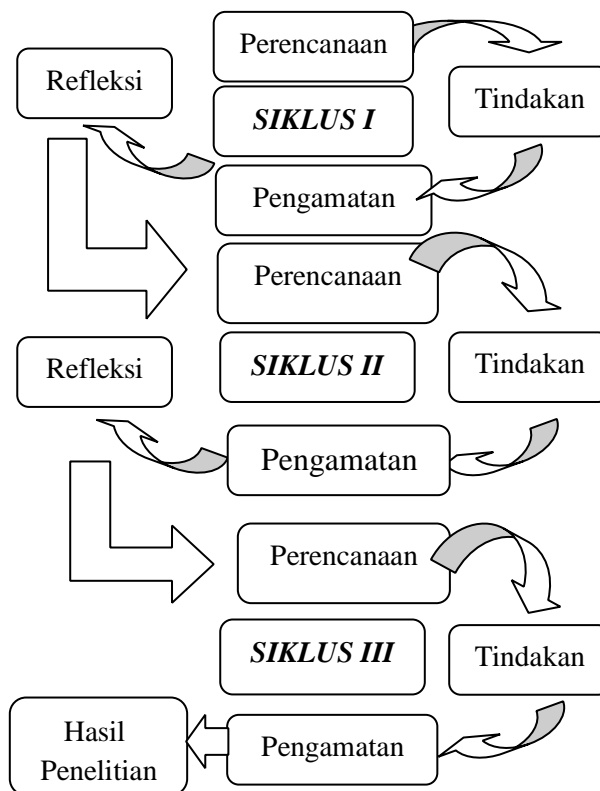 Perencanaan
Refleksi
Tindakan
SIKLUS I
Pengamatan
Perencanaan
Refleksi
SIKLUS II
Tindakan
Pengamatan
Perencanaan
SIKLUS III
Tindakan
Hasil
Penelitian
Pengamatan